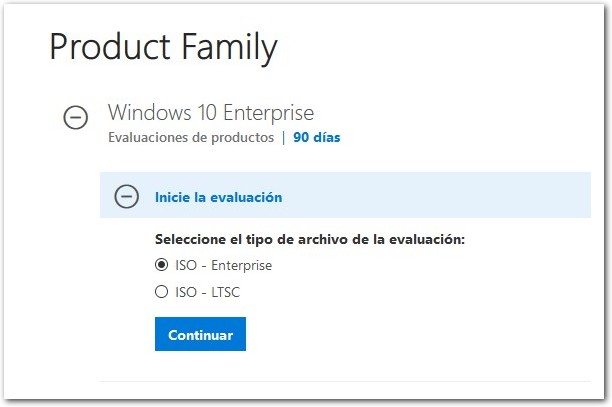 Product Family
Windows 10 Enterprise
Evaluaciones de productos | 90 días
Inicie la evaluación
Seleccione el tipo de archivo de la evaluación:
ISO - Enterprise
ISO - LTSC
Continuar